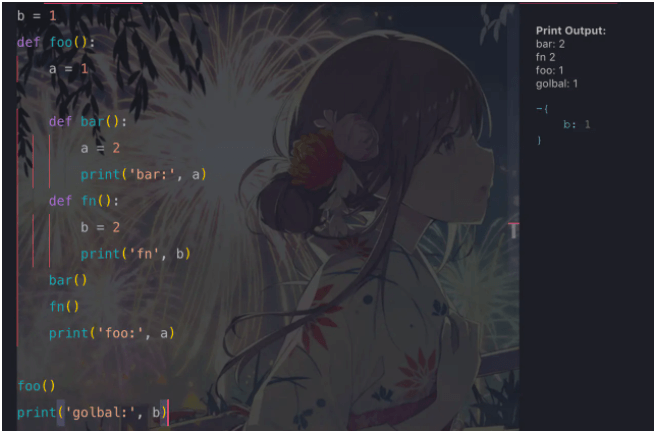 b = 1
def foo():
    a = 1

    def bar():
        a = 2
        print('bar:', a)
    def fn():
        b = 2
        print('fn', b)
    bar()
    fn()
    print('foo:', a)

foo()
print('golbal:', b)
Print Output:
bar: 2
fn 2
foo: 1
golbal: 1
-{
    b: 1
}
T